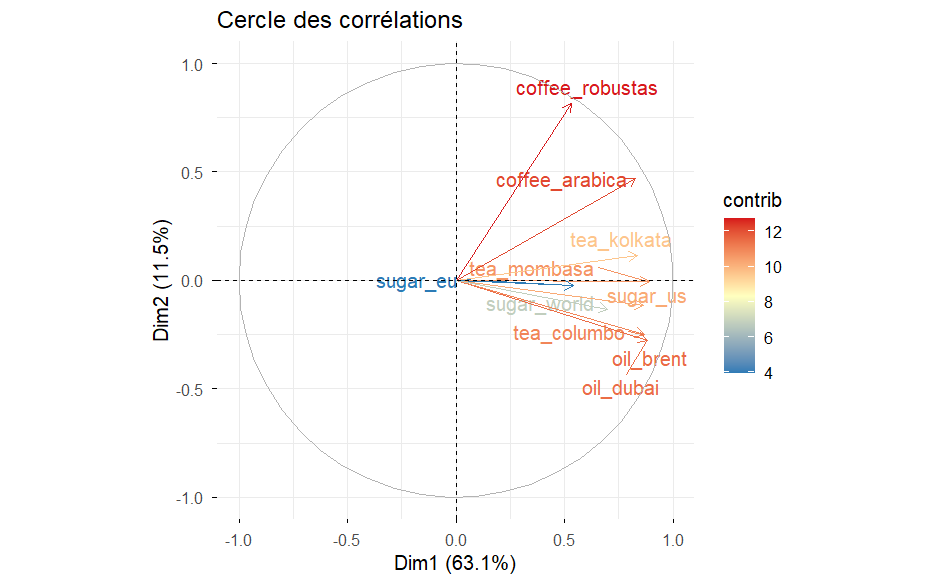 Cercle des corrélations
1.0
0.5
0.0
-0.5
-1.0
Dim2 (11.5%)
coffee_robustas
coffee_arabica
tea_kolkata
tea_mombasa
sugar_eu
sugar_us
sugar_world
tea_columbo
oil_brent
oil_dubai
-1.0
-0.5
0.0
0.5
1.0
Dim1 (63.1%)
contrib
12
10
8
6
4